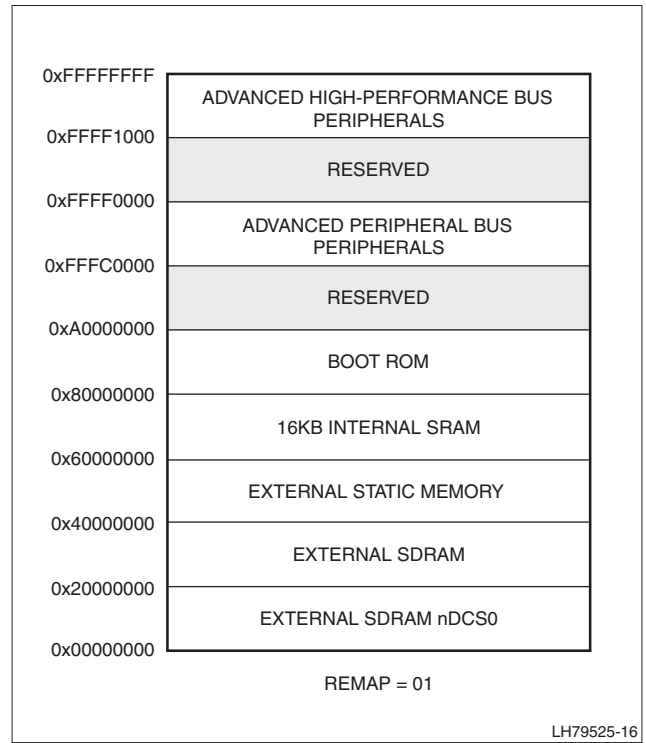 0xFFFFFFFF
ADVANCED HIGH-PERFORMANCE BUS
PERIPHERALS
0xFFFF1000
RESERVED
0xFFFF0000
ADVANCED PERIPHERAL BUS
PERIPHERALS
0xFFFC0000
RESERVED
0xA0000000
BOOT ROM
0x80000000
16KB INTERNAL SRAM
0x60000000
EXTERNAL STATIC MEMORY
0x40000000
EXTERNAL SDRAM
0x20000000
EXTERNAL SDRAM nDCS0
0x00000000
REMAP = 01
LH79525-16